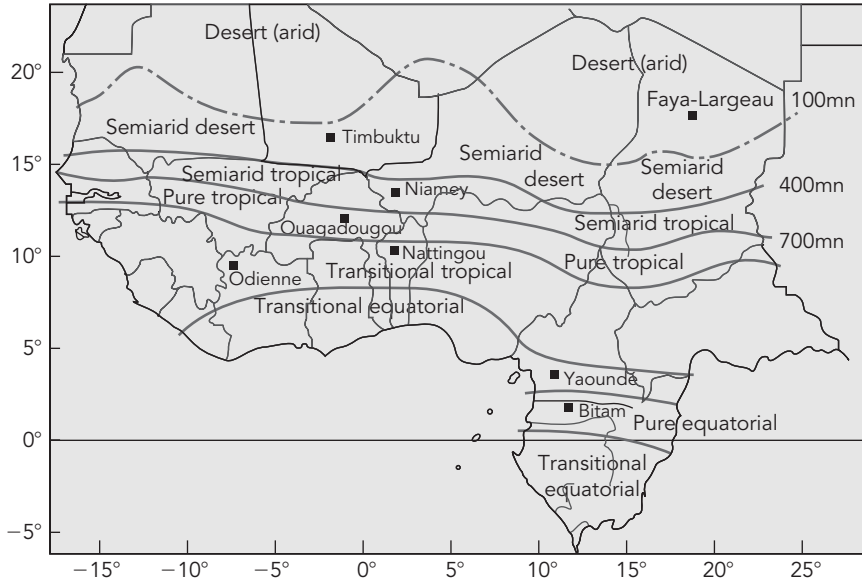 Desert (arid)
Desert (arid)
20°
Faya-Largeau
100mn
Semiarid desert
Timbuktu
15°
Semiarid tropical
Semiarid
desert
Semiarid
desert
400mn
Pure tropical
Niamey
Ouaqadougou
Semiarid tropical
700mn
10°
Nattingou
Pure tropical
Odienne
Transitional tropical
Transitional equatorial
5°
Yaounde
Bitam
Pure equatorial
0°
Transitional
equatorial
−5°
−15°
−10°
−5°
0°
5°
10°
15°
20°
25°